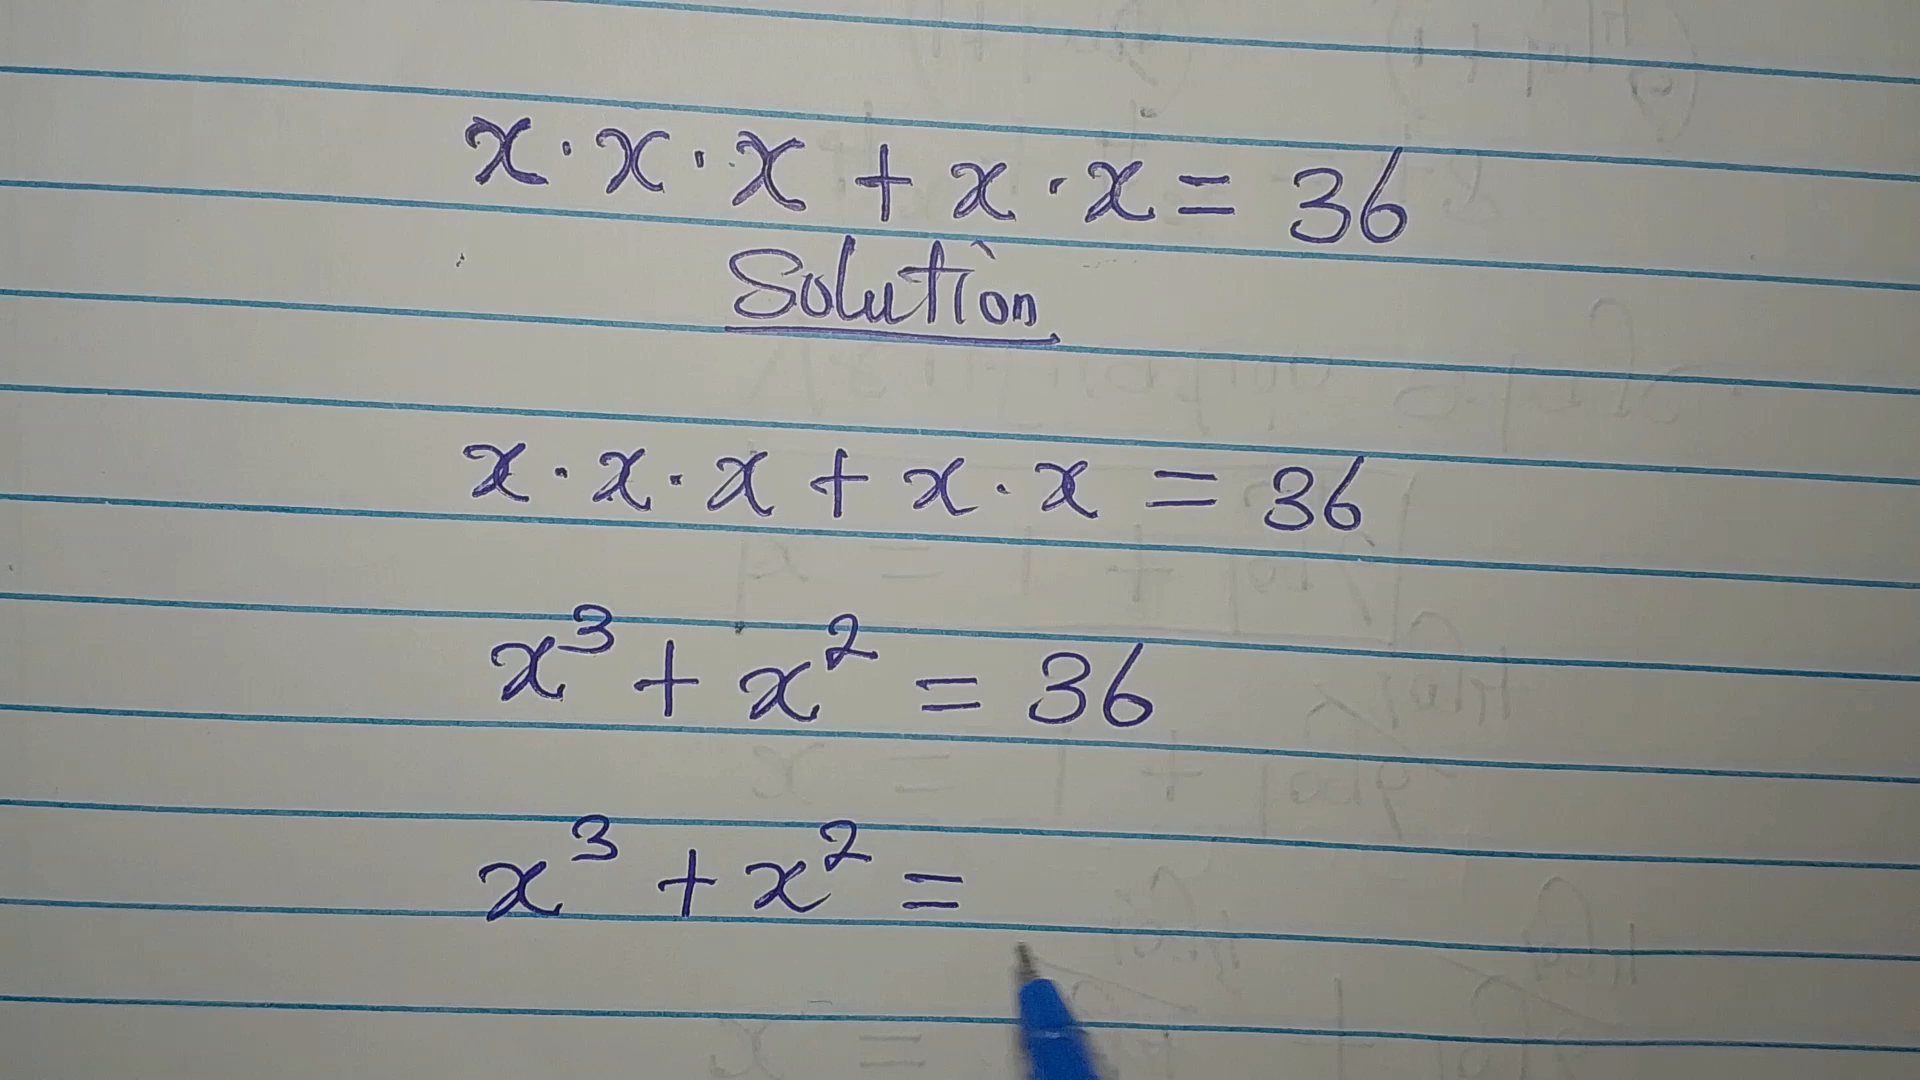 x · x · x + x · x = 36
Solution
x · x · x + x · x = 36
x³ + x² = 36
x³ + x² =